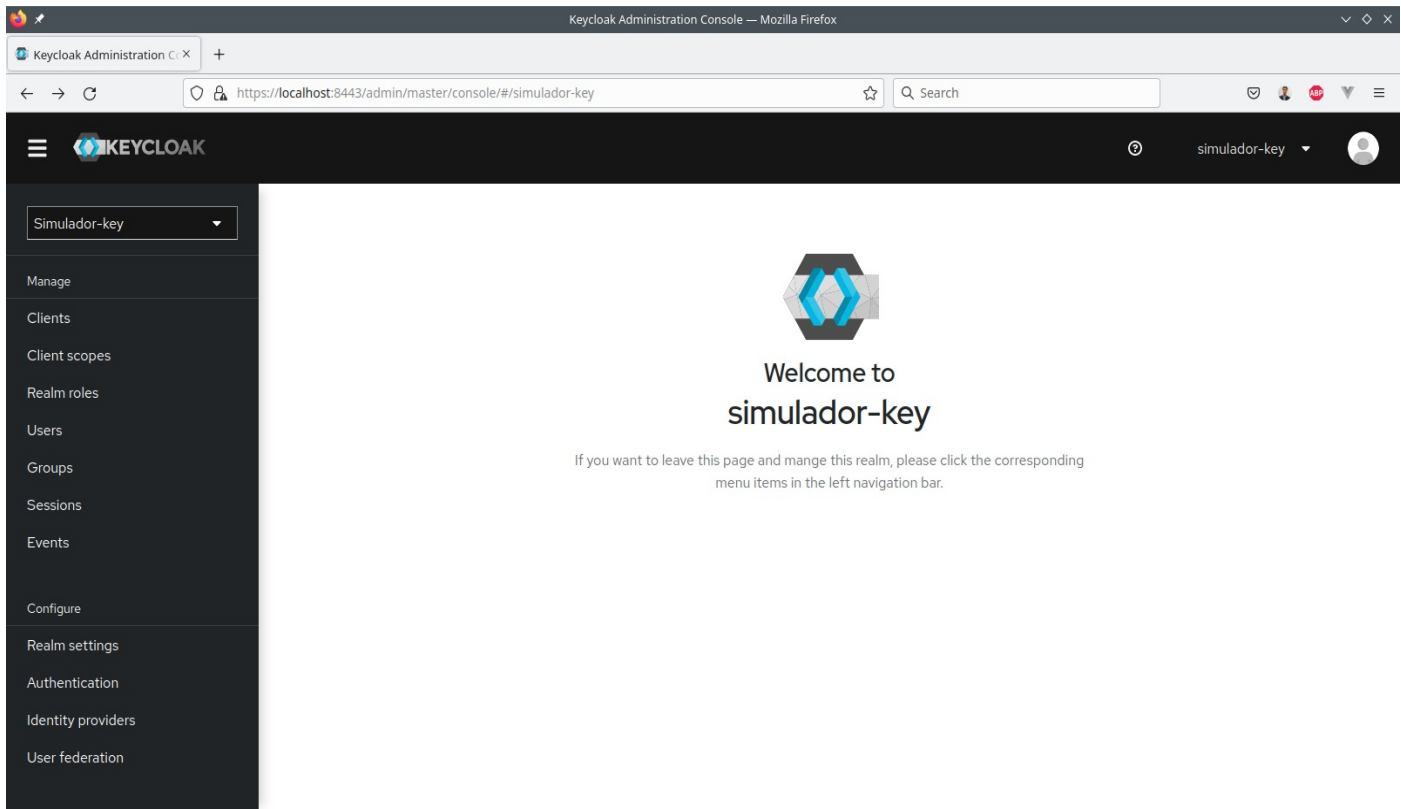 Keycloak Administration Console — Mozilla Firefox
Keycloak Administration Co
https://localhost:8443/admin/master/console/#/simulador-key
Search
ABP
KEYCLOAK
simulador-key
Simulador-key
Manage
Clients
Client scopes
Realm roles
Users
Groups
Sessions
Events
Configure
Realm settings
Authentication
Identity providers
User federation
Welcome to
simulador-key
If you want to leave this page and mange this realm, please click the corresponding
menu items in the left navigation bar.